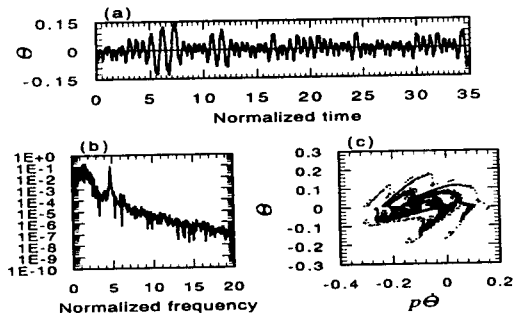 (a)
0.15
0
-0.15
Θ
0 5 10 15 20 25 30 35
Normalized time
(b)
1E+0
1E-1
1E-2
1E-3
1E-4
1E-5
1E-6
1E-7
1E-8
1E-9
1E-10
0 5 10 15 20
Normalized frequency
(c)
0.3
0.2
0.1
0
-0.1
-0.2
-0.3
Θ
-0.4 -0.2 0 0.2
pΘ̇